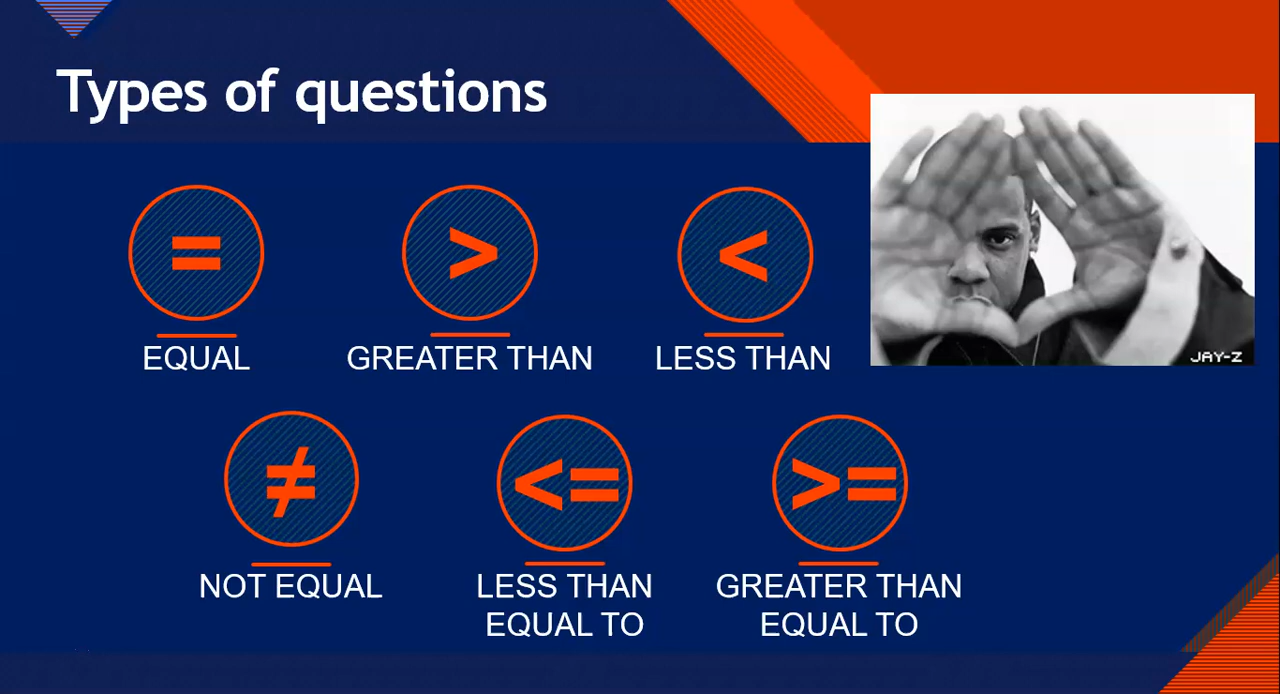 Types of questions
=
>
<
EQUAL
GREATER THAN
LESS THAN
JAY-Z
≠
<=
>=
NOT EQUAL
LESS THAN
EQUAL TO
GREATER THAN
EQUAL TO